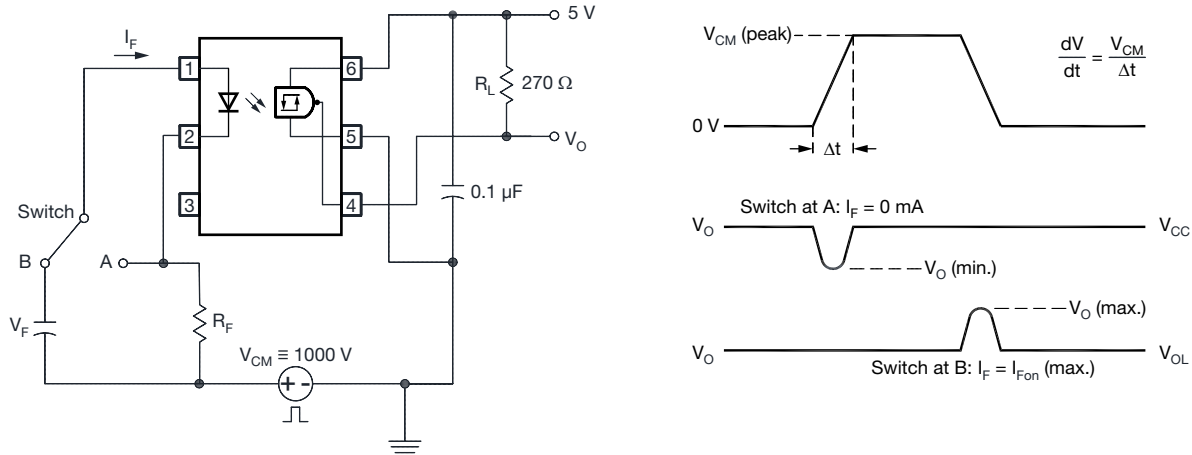 5 V
I_F
1
6
R_L 270 Ω
2
5
V_O
3
4
0.1 µF
Switch
B
A
V_F
R_F
V_CM ≡ 1000 V
+ -
V_CM (peak)
dV/dt = V_CM/Δt
0 V
Δt
Switch at A: I_F = 0 mA
V_O
V_CC
V_O (min.)
V_O (max.)
V_O
V_OL
Switch at B: I_F = I_Fon (max.)